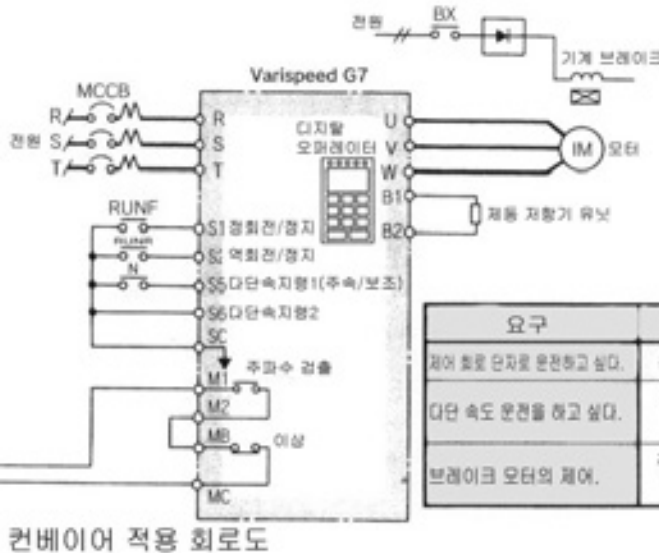 전원 BX
기계 브레이크
Varispeed G7
MCCB
R R 디지탈 U
오퍼레이터
전원 S S V IM 모터
T T W
B1
제동 저항기 유닛
B2
RUNF
S1 정회전/정지
RUNR
S2 역회전/정지
N
S5 다단속지령1(주속/보조)
S6 다단속지령2
SC
M1 주파수 검출
M2
MB 이상
MC
요구
제어 회로 단자로 운전하고 싶다.
다단 속도 운전을 하고 싶다.
브레이크 모터의 제어.
컨베이어 적용 회로도